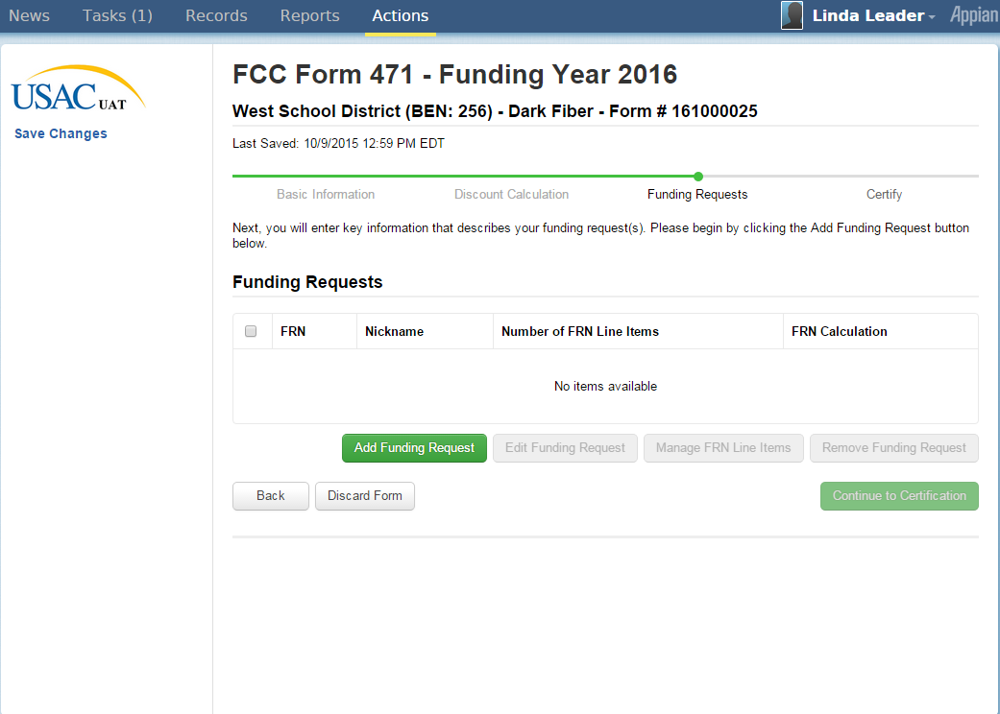 News Tasks (1) Records Reports Actions Linda Leader Appian
USAC UAT
Save Changes
FCC Form 471 - Funding Year 2016
West School District (BEN: 256) - Dark Fiber - Form # 161000025
Last Saved: 10/9/2015 12:59 PM EDT
Basic Information Discount Calculation Funding Requests Certify
Next, you will enter key information that describes your funding request(s). Please begin by clicking the Add Funding Request button
below.
Funding Requests
FRN Nickname Number of FRN Line Items FRN Calculation
No items available
Add Funding Request Edit Funding Request Manage FRN Line Items Remove Funding Request
Back Discard Form Continue to Certification